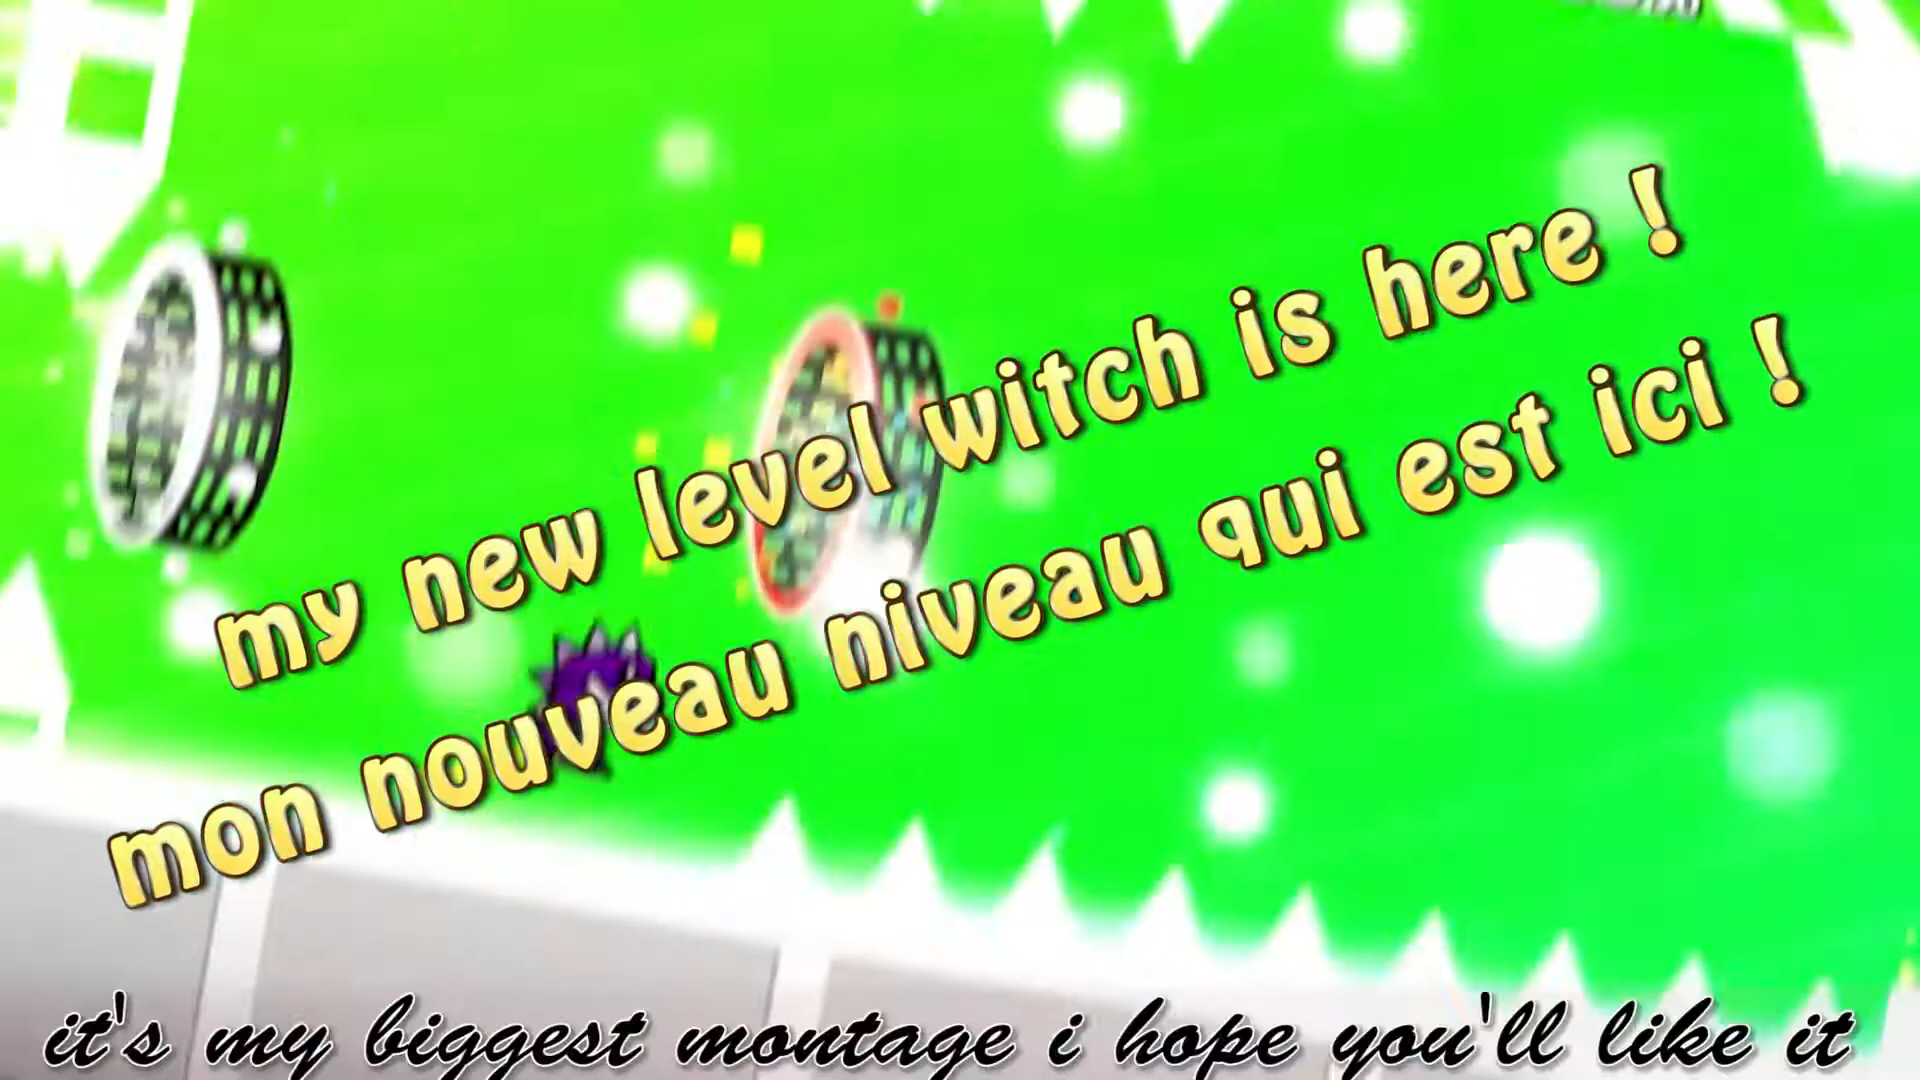 my new level witch is here !
mon nouveau niveau qui est ici !
it's my biggest montage i hope you'll like it